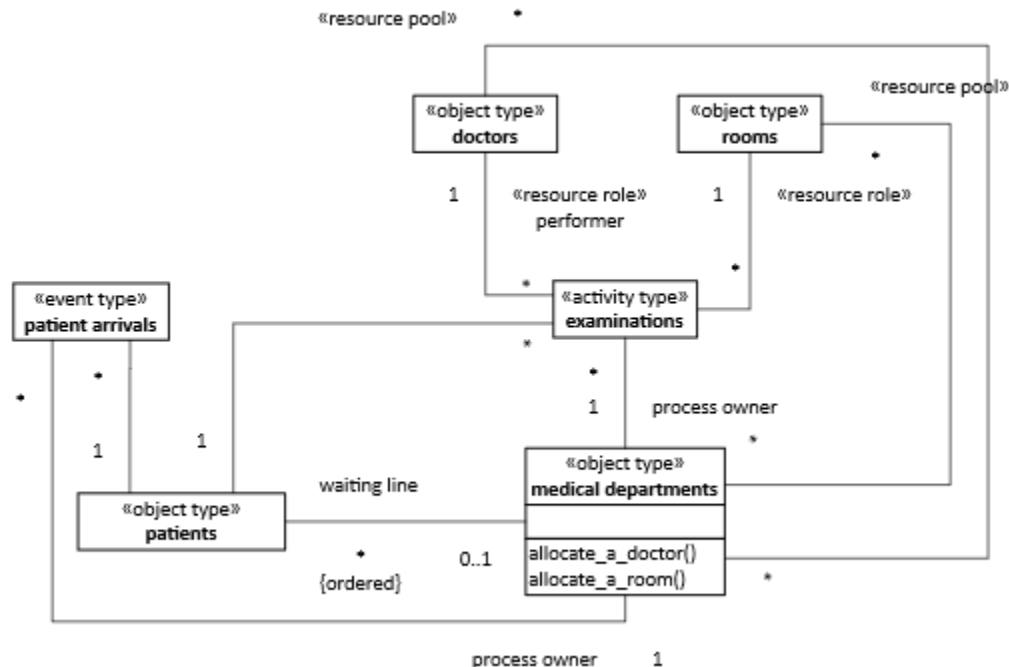 «resource pool» *
«resource pool»
«object type»
doctors
«object type»
rooms
*
1 «resource role»
performer
1 «resource role»
*
*
«event type»
patient arrivals
«activity type»
examinations
*
*
*
*
1 process owner
1
1
*
«object type»
medical departments
waiting line
«object type»
patients
*
0..1
{ordered}
allocate_a_doctor()
allocate_a_room()
*
process owner 1